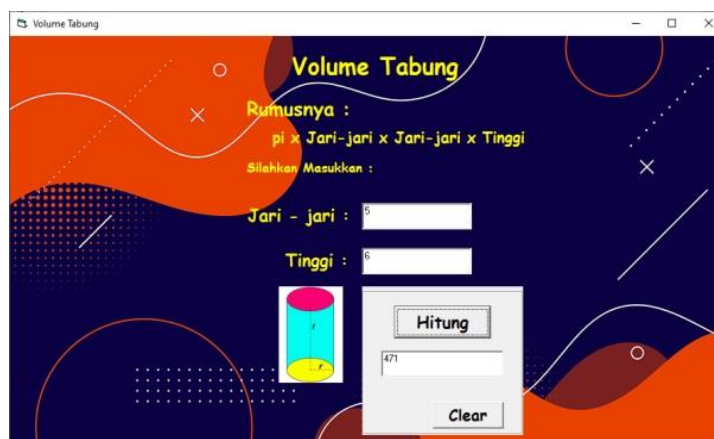 Volume Tabung
Volume Tabung
Rumusnya :
pi x Jari-jari x Jari-jari x Tinggi
Silahkan Masukkan :
Jari - jari : 5
Tinggi : 6
t
r
Hitung
471
Clear